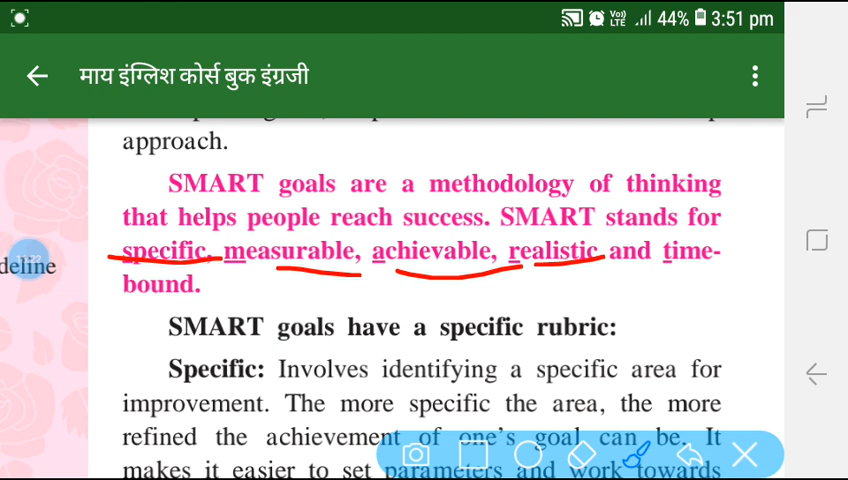 Voo) LTE 44% 3:51 pm
माय इंग्लिश कोर्स बुक इंग्रजी
approach.
SMART goals are a methodology of thinking
that helps people reach success. SMART stands for
specific, measurable, achievable, realistic and time-
deline
bound.
SMART goals have a specific rubric:
Specific: Involves identifying a specific area for
improvement. The more specific the area, the more
refined the achievement of one's goal can be. It
makes it easier to set parameters and work towards